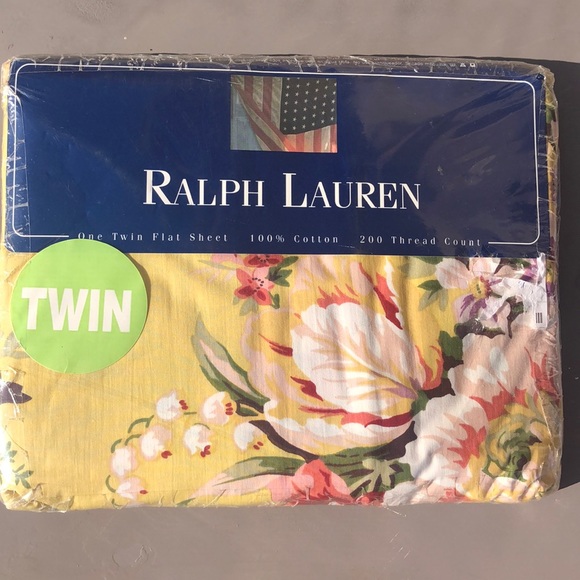 RALPH LAUREN
One Twin Flat Sheet 100% Cotton 200 Thread Count
TWIN